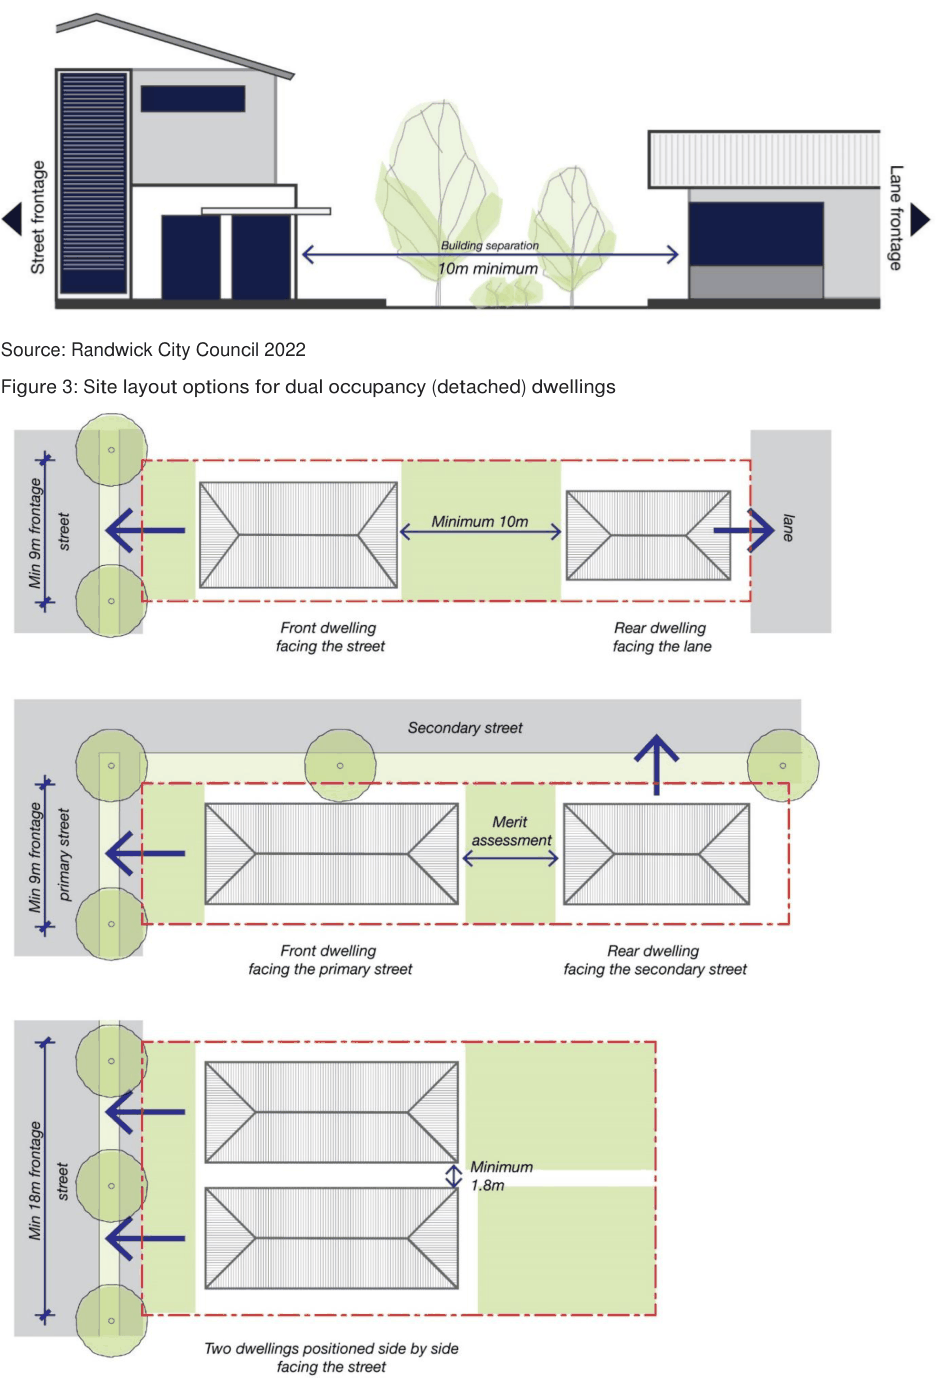 Street frontage
Lane frontage
Building separation
10m minimum
Source: Randwick City Council 2022
Figure 3: Site layout options for dual occupancy (detached) dwellings
Min 9m frontage
street
Minimum 10m
lane
Front dwelling
facing the street
Rear dwelling
facing the lane
Secondary street
Min 9m frontage
primary street
Merit
assessment
Front dwelling
facing the primary street
Rear dwelling
facing the secondary street
Min 18m frontage
street
Minimum
1.8m
Two dwellings positioned side by side
facing the street